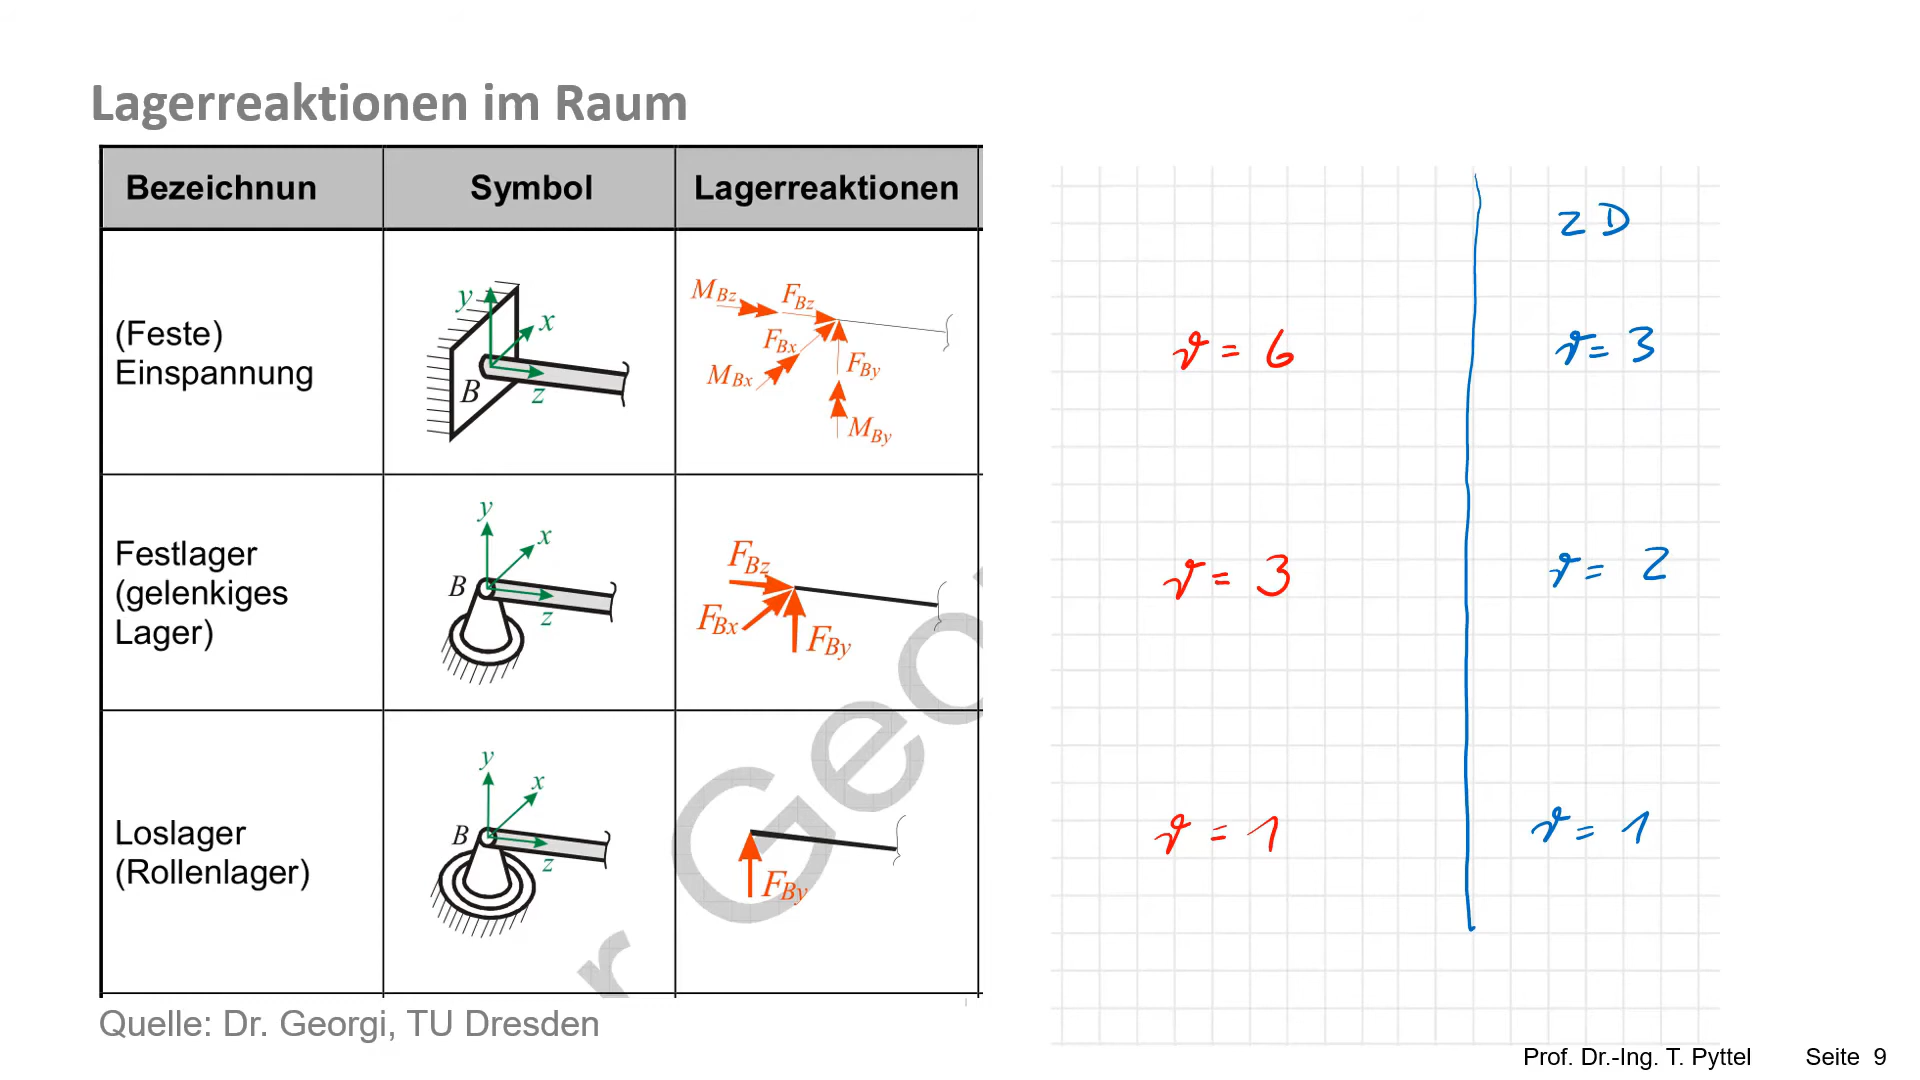 Lagerreaktionen im Raum
Bezeichnun Symbol Lagerreaktionen
2D
(Feste)
Einspannung
y
x
B
z
M_Bz F_Bz
F_Bx
M_Bx
F_By
M_By
r = 6
r = 3
Festlager
(gelenkiges
Lager)
y
x
B
z
F_Bz
F_Bx
F_By
r = 3
r = 2
Loslager
(Rollenlager)
y
x
B
z
F_By
r = 1
r = 1
r Geo
Quelle: Dr. Georgi, TU Dresden
Prof. Dr.-Ing. T. Pyttel Seite 9